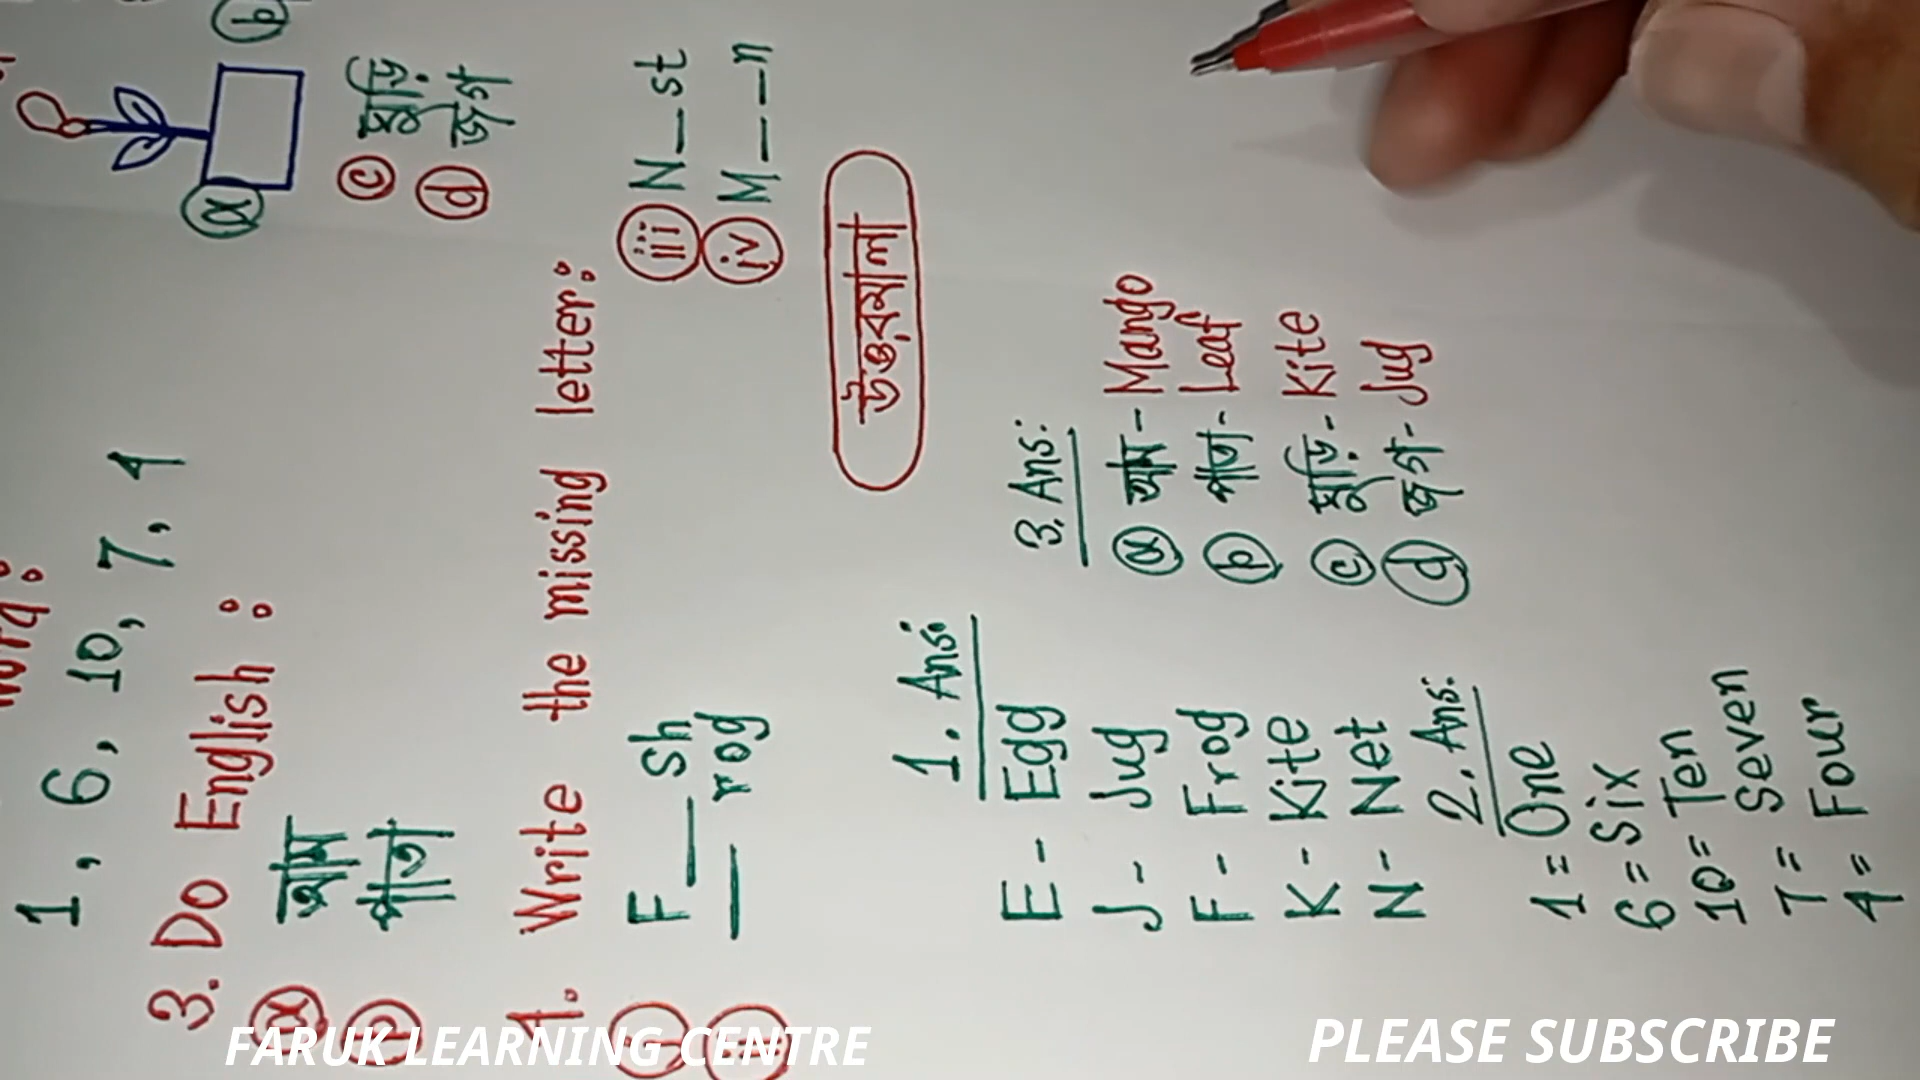 1, 6, 10, 7, 4
3. Do English :
a আম
b পাতা
c ঘুড়ি
d জগ
4. Write the missing letter:
i F__sh
ii __rog
iii N_st
iv M__n
উত্তরমালা
1. Ans:
E - Egg
J - Jug
F - Frog
K - Kite
N - Net
2. Ans:
1 = One
6 = Six
10 = Ten
7 = Seven
4 = Four
3. Ans:
a আম - Mango
b পাতা - Leaf
c ঘুড়ি - Kite
d জগ - Jug
a
b
FARUK LEARNING CENTRE
PLEASE SUBSCRIBE